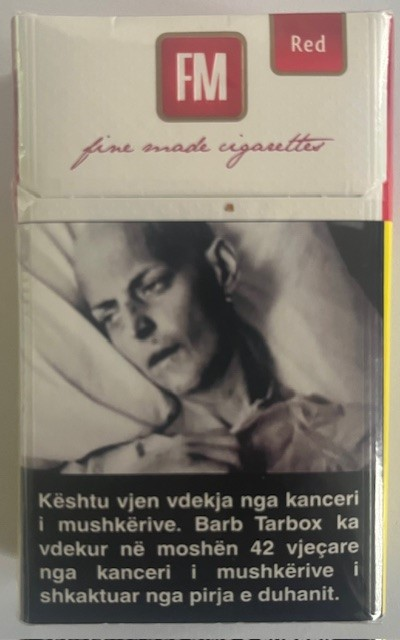 Red
FM
fine made cigarettes
Kështu vjen vdekja nga kanceri
i mushkërive. Barb Tarbox ka
vdekur në moshën 42 vjeçare
nga kanceri i mushkërive i
shkaktuar nga pirja e duhanit.